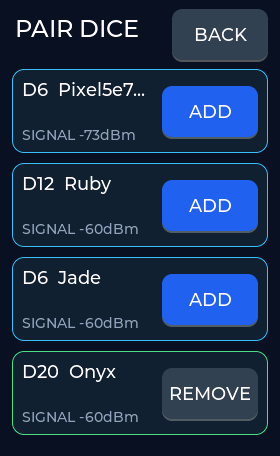 PAIR DICE
BACK
D6 Pixel5e7...
ADD
SIGNAL -73dBm
D12 Ruby
ADD
SIGNAL -60dBm
D6 Jade
ADD
SIGNAL -60dBm
D20 Onyx
REMOVE
SIGNAL -60dBm